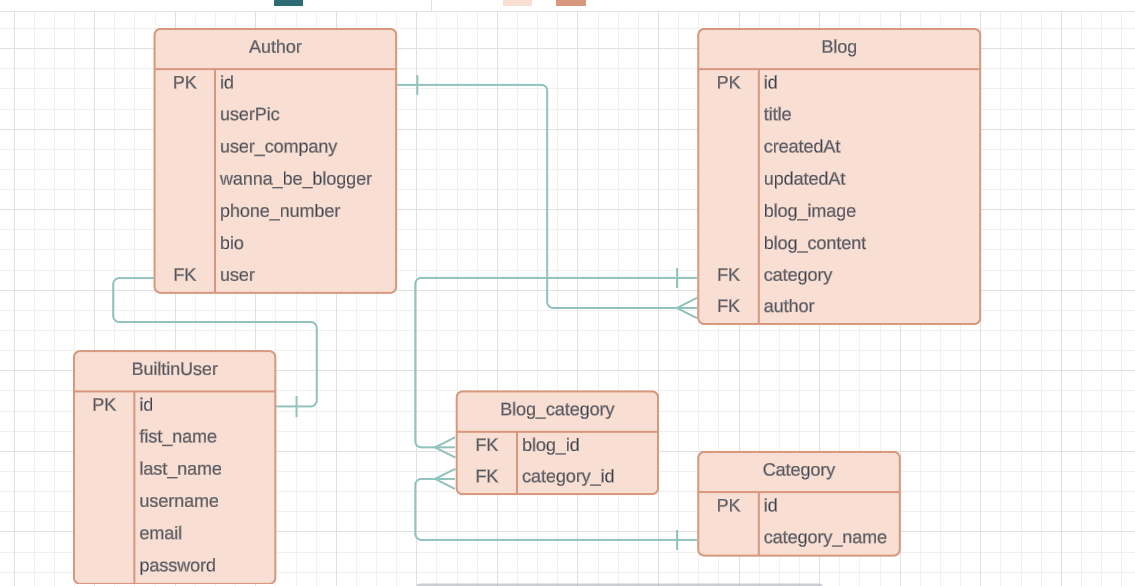 Author
PK id
userPic
user_company
wanna_be_blogger
phone_number
bio
FK user
Blog
PK id
title
createdAt
updatedAt
blog_image
blog_content
FK category
FK author
BuiltinUser
PK id
fist_name
last_name
username
email
password
Blog_category
FK blog_id
FK category_id
Category
PK id
category_name